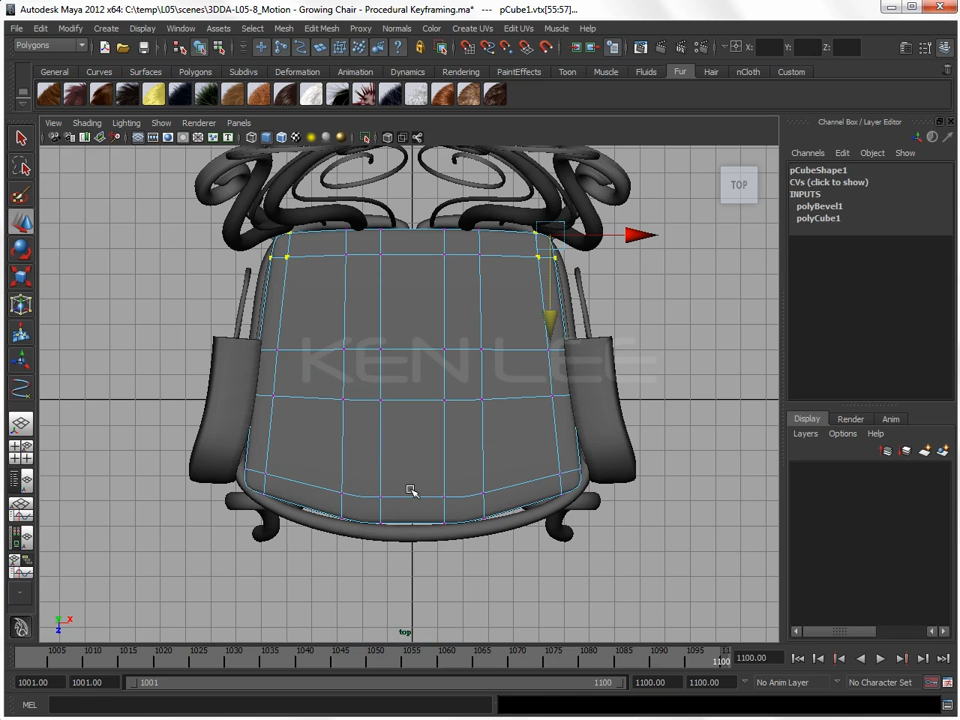 Autodesk Maya 2012 x64: C:\temp\L05\scenes\3DDA-L05-8_Motion - Growing Chair - Procedural Keyframing.ma* --- pCube1.vtx[55:57]...
File Edit Modify Create Display Window Assets Select Mesh Edit Mesh Proxy Normals Color Create UVs Edit UVs Muscle Help
Polygons X: Y: Z:
General Curves Surfaces Polygons Subdivs Deformation Animation Dynamics Rendering PaintEffects Toon Muscle Fluids Fur Hair nCloth Custom
View Shading Lighting Show Renderer Panels
Channel Box / Layer Editor
Channels Edit Object Show
pCubeShape1
CVs (click to show)
INPUTS
polyBevel1
polyCube1
TOP
KEN LEE
Display Render Anim
Layers Options Help
Y X
Z
top
1005 1010 1015 1020 1025 1030 1035 1040 1045 1050 1055 1060 1065 1070 1075 1080 1085 1090 1095 11
1100 1100.00
1001.00 1001.00 1001 1100 1100.00 1100.00 No Anim Layer No Character Set
MEL